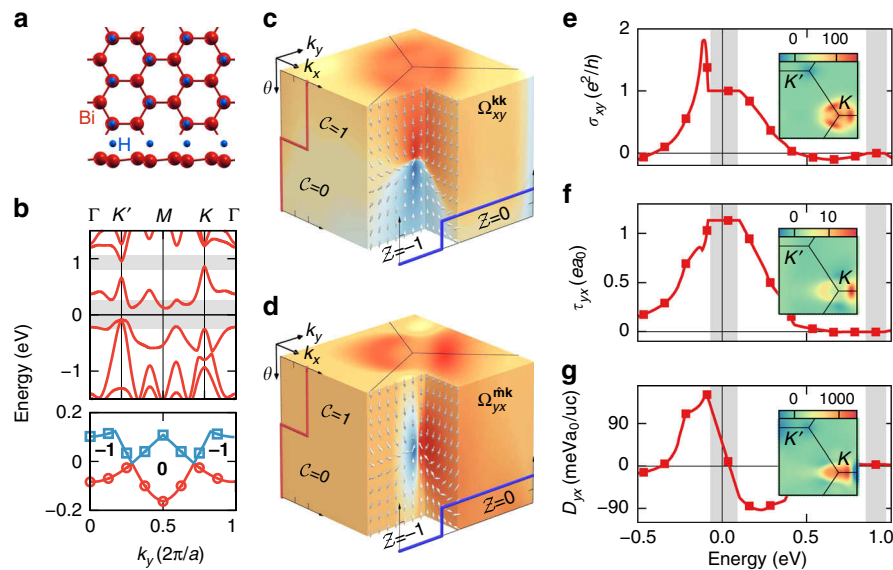 a
Bi
H
b
Γ K′ M K Γ
1
0
−1
Energy (eV)
0.2
−1 0 −1
−0.2
0 0.5 1
k_y (2π/a)
c
k_y
k_x
θ
C=1
C=0
Ω^kk_xy
Z=−1
Z=0
d
k_y
k_x
θ
C=1
C=0
Ω^m̂k_yx
Z=−1
Z=0
e
σ_xy (e²/h)
2
1
0
0 100
K′
K
f
τ_yx (ea₀)
1
0.5
0
0 10
K′
K
g
D_yx (meVa₀/uc)
90
0
−90
0 1000
K′
K
−0.5 0 0.5 1.0
Energy (eV)